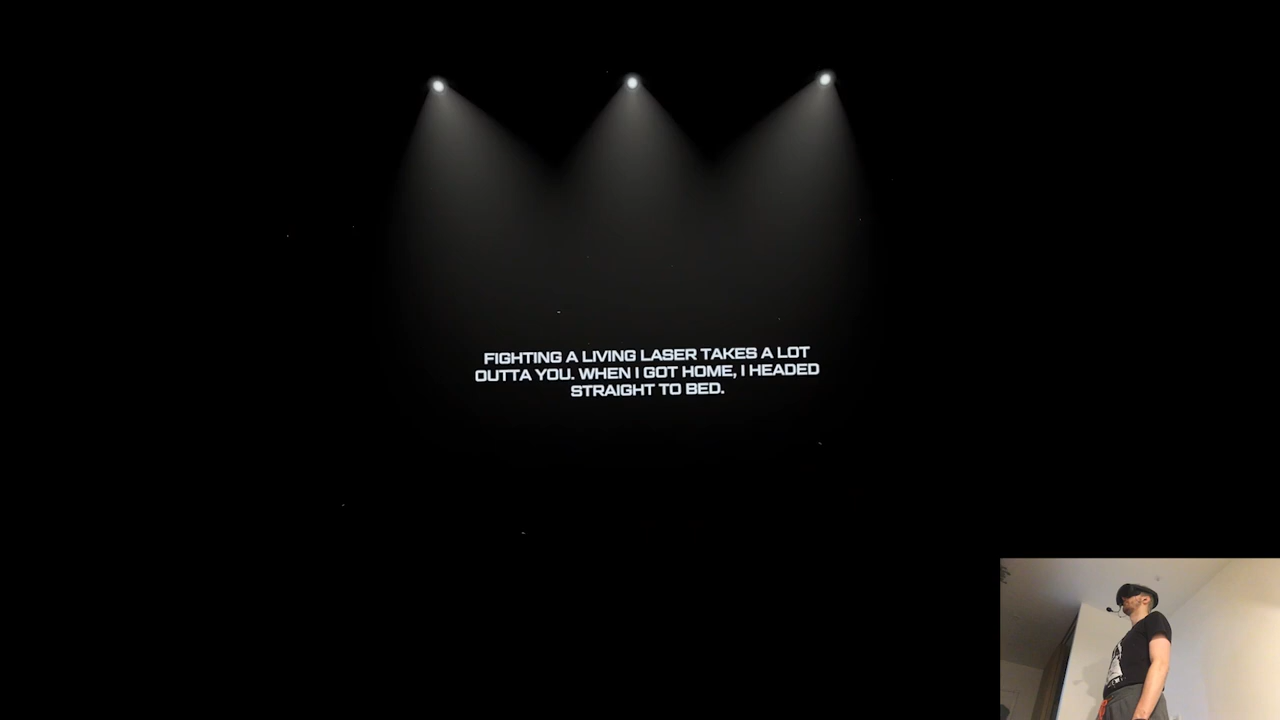 FIGHTING A LIVING LASER TAKES A LOT
OUTTA YOU. WHEN I GOT HOME, I HEADED
STRAIGHT TO BED.